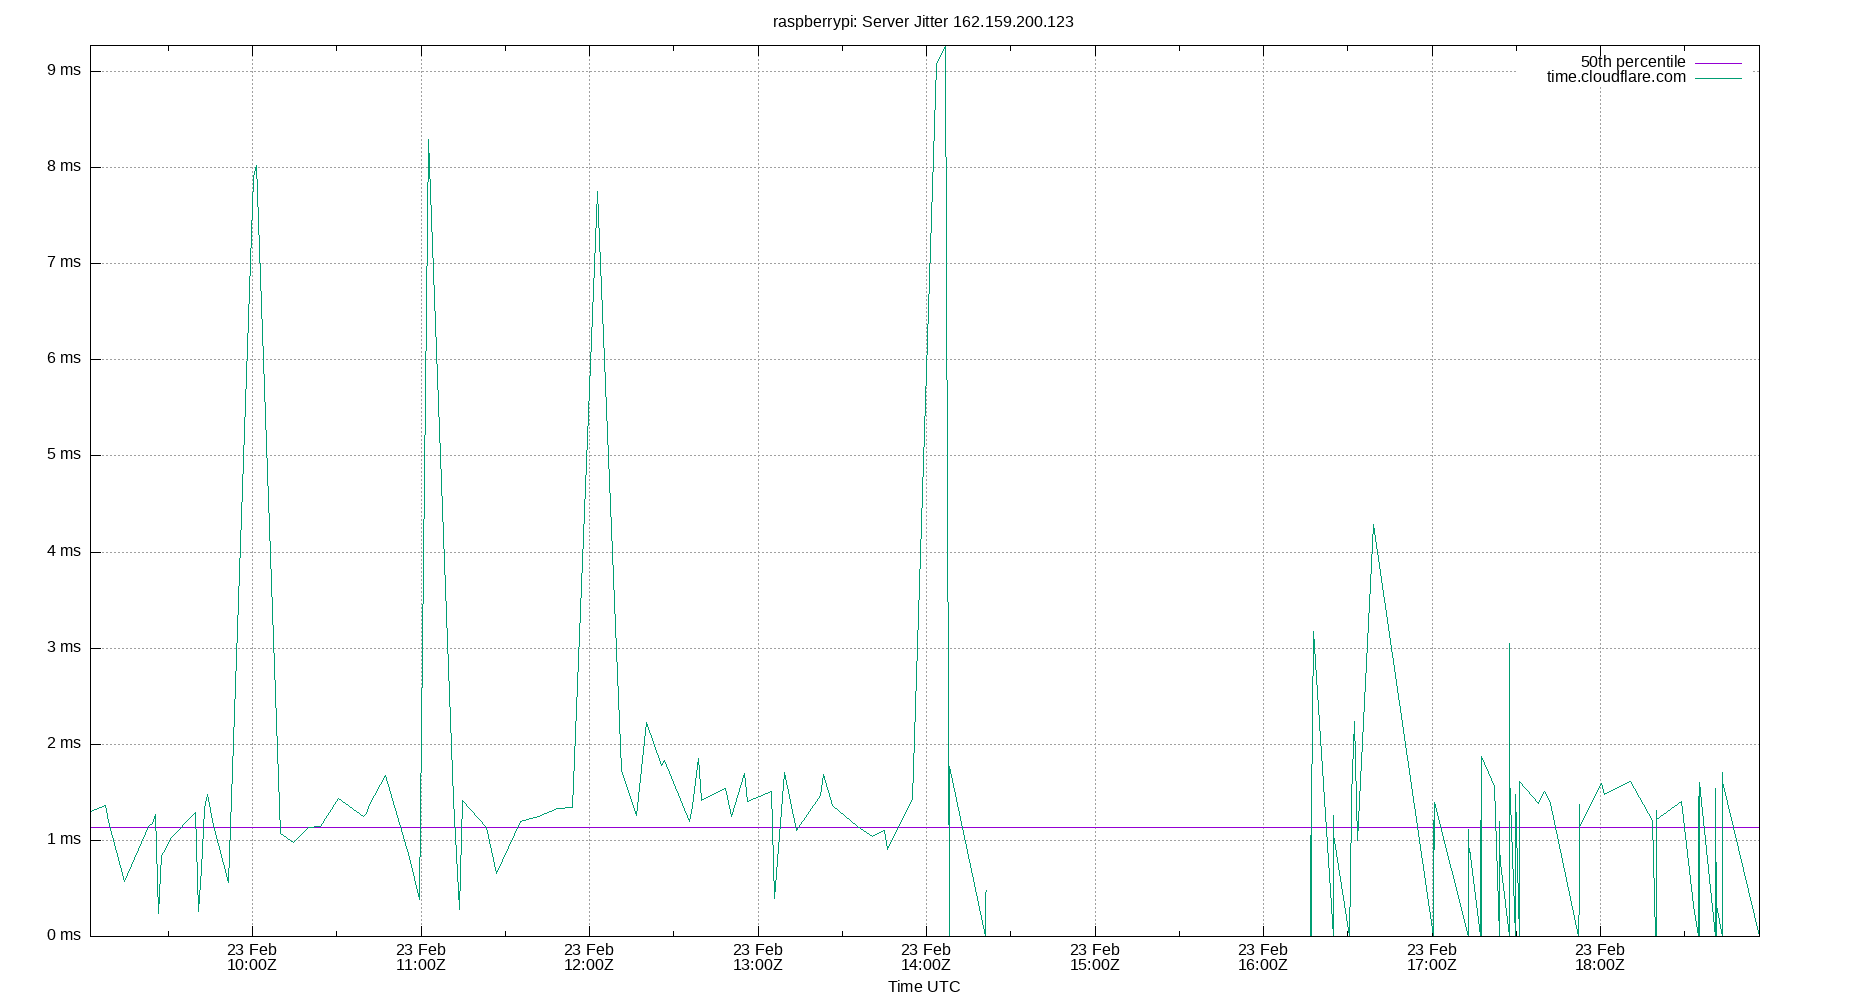 raspberrypi: Server Jitter 162.159.200.123
50th percentile
time.cloudflare.com
9 ms
8 ms
7 ms
6 ms
5 ms
4 ms
3 ms
2 ms
1 ms
0 ms
23 Feb 23 Feb 23 Feb 23 Feb 23 Feb 23 Feb 23 Feb 23 Feb 23 Feb
10:00Z 11:00Z 12:00Z 13:00Z 14:00Z 15:00Z 16:00Z 17:00Z 18:00Z
Time UTC